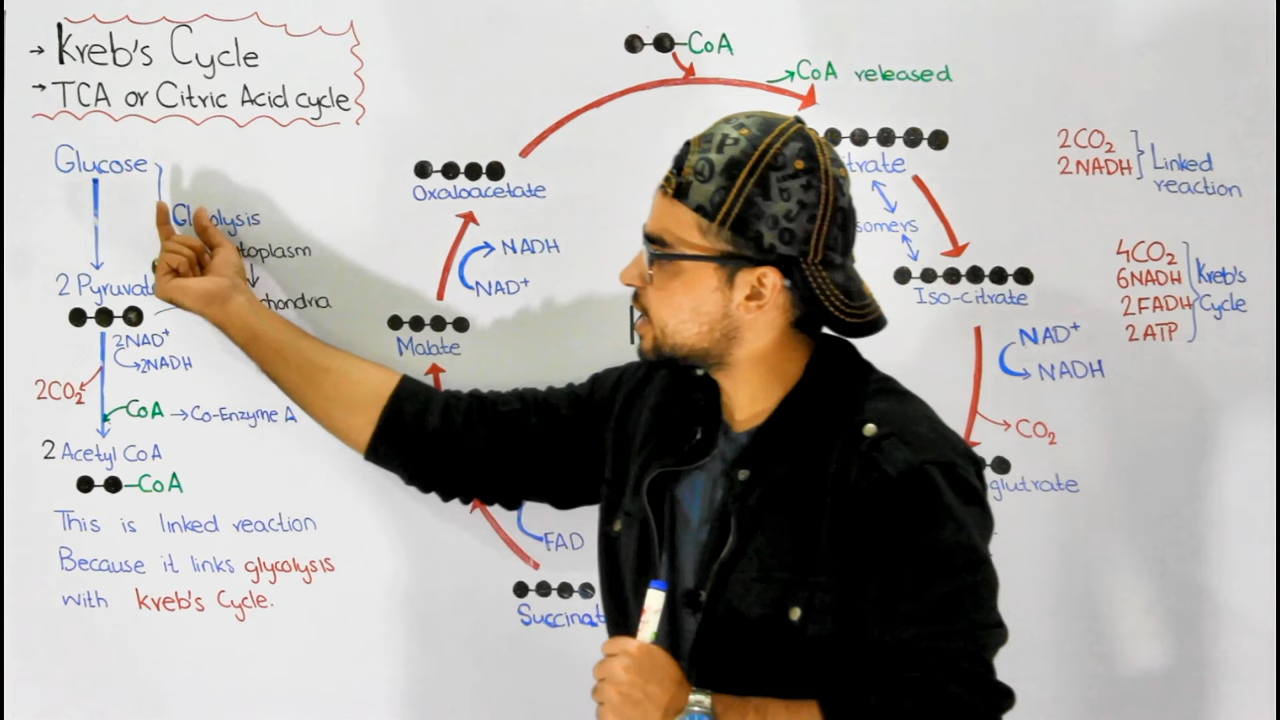 → Kreb's Cycle
→ TCA or Citric Acid cycle
Glucose
2 Pyruvate
2NAD⁺
2NADH
2CO₂
CoA → Co-Enzyme A
2 Acetyl CoA
CoA
This is linked reaction
Because it links glycolysis
with kreb's Cycle.
CoA
CoA released
Oxaloacetate
NADH
NAD⁺
Malate
FAD
Iso-citrate
NAD⁺
NADH
CO₂
2CO₂
2NADH
Linked
reaction
4CO₂
6NADH
2FADH
2ATP
Kreb's
Cycle